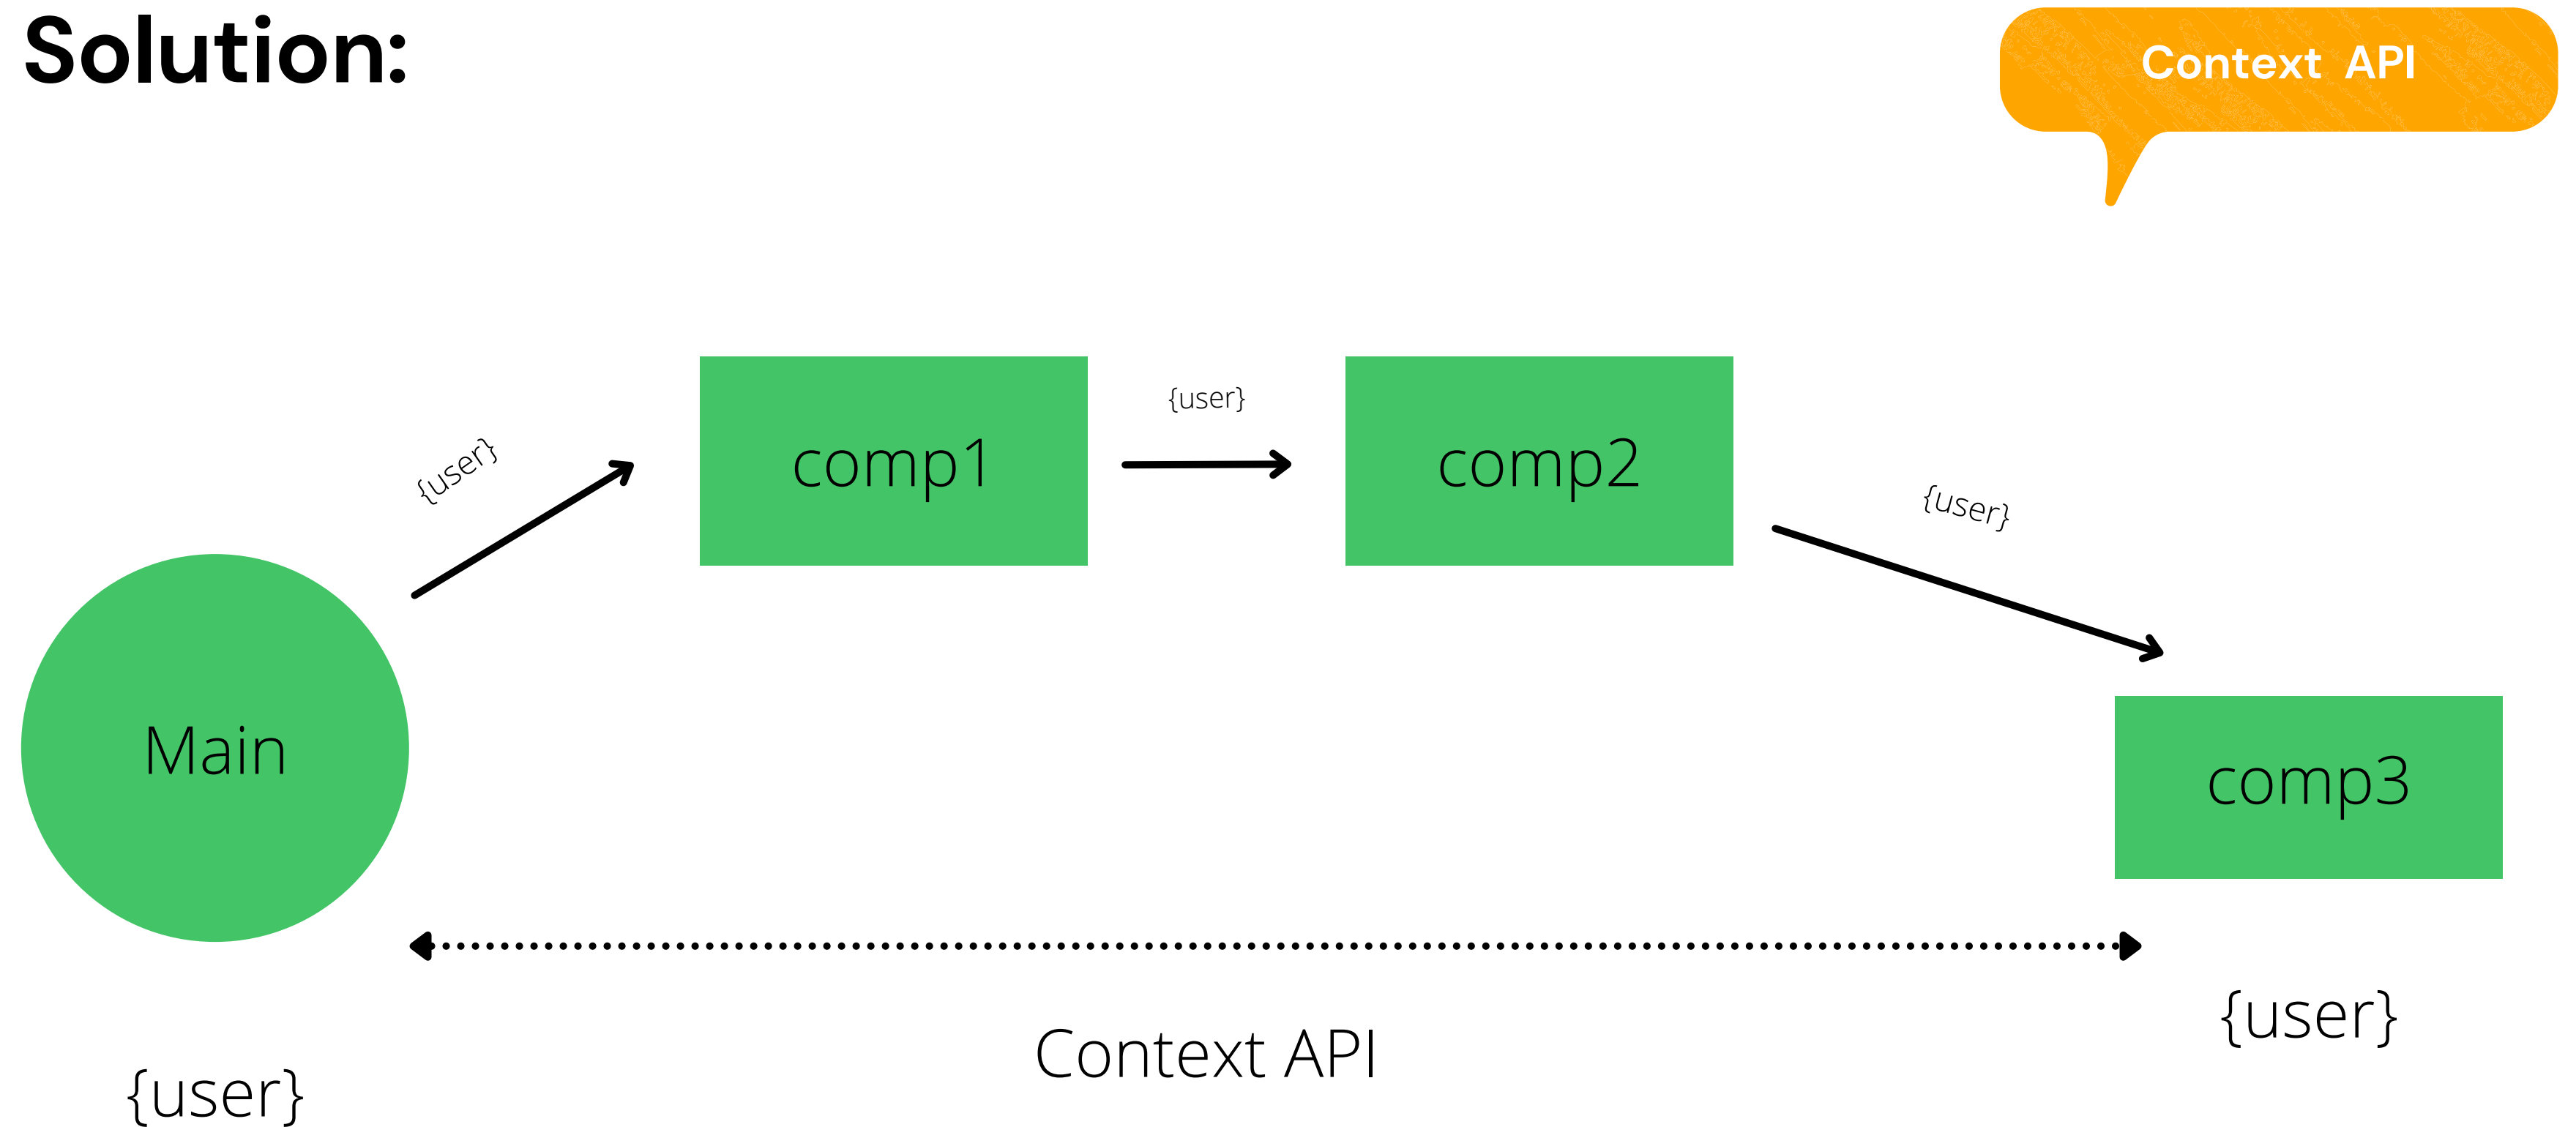 Solution:
Context API
{user}
comp1
{user}
comp2
{user}
Main
comp3
{user}
Context API
{user}